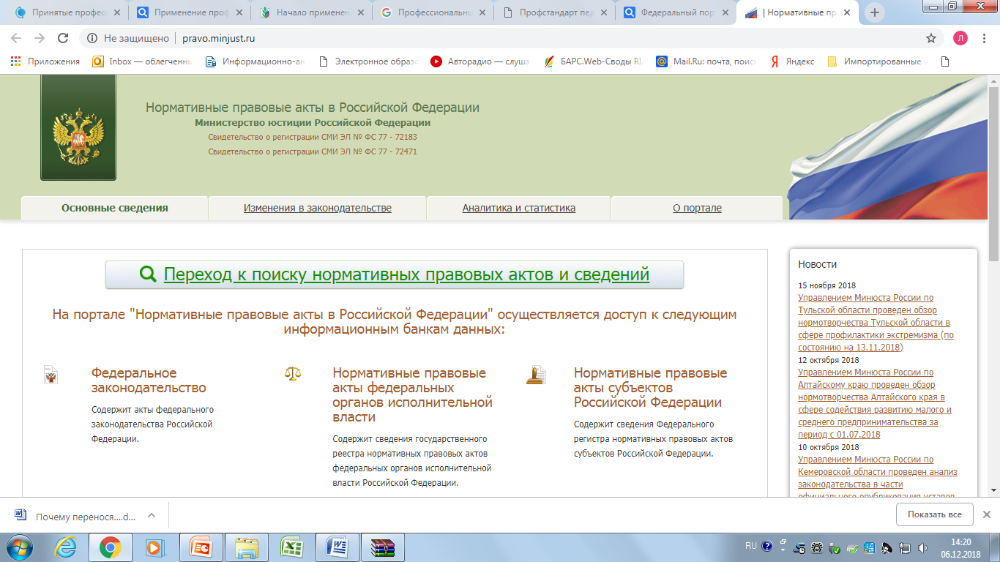 Принятые профес
Применение проф
Начало применен
Профессиональны
Профстандарт пед
Федеральный пор
| Нормативные пр
Не защищено
pravo.minjust.ru
Л
Приложения
Inbox — облегченны
Информационно-ан
Электронное образо
Авторадио — слуша
БАРС.Web-Своды
Mail.Ru: почта, поис
Яндекс
Импортированные
Нормативные правовые акты в Российской Федерации
Министерство юстиции Российской Федерации
Свидетельство о регистрации СМИ ЭЛ № ФС 77 - 72183
Свидетельство о регистрации СМИ ЭЛ № ФС 77 - 72471
Основные сведения
Изменения в законодательстве
Аналитика и статистика
О портале
Переход к поиску нормативных правовых актов и сведений
На портале "Нормативные правовые акты в Российской Федерации" осуществляется доступ к следующим
информационным банкам данных:
Федеральное
законодательство
Содержит акты федерального
законодательства Российской
Федерации.
Нормативные правовые
акты федеральных
органов исполнительной
власти
Содержит сведения государственного
реестра нормативных правовых актов
федеральных органов исполнительной
власти Российской Федерации.
Нормативные правовые
акты субъектов
Российской Федерации
Содержит сведения Федерального
регистра нормативных правовых актов
субъектов Российской Федерации.
Новости
15 ноября 2018
Управлением Минюста России по
Тульской области проведен обзор
нормотворчества Тульской области в
сфере профилактики экстремизма (по
состоянию на 13.11.2018)
12 октября 2018
Управлением Минюста России по
Алтайскому краю проведен обзор
нормотворчества Алтайского края в
сфере содействия развитию малого и
среднего предпринимательства за
период с 01.07.2018
10 октября 2018
Управлением Минюста России по
Кемеровской области проведен анализ
законодательства в части
официального опубликования уставов
Почему перенося....d...
Показать все
RU
14:20
06.12.2018